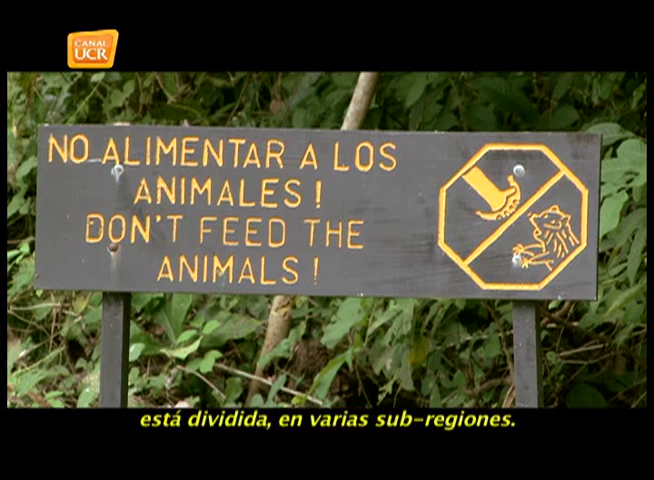 CANAL
UCR
NO ALIMENTAR A LOS
ANIMALES!
DON'T FEED THE
ANIMALS!
está dividida, en varias sub-regiones.